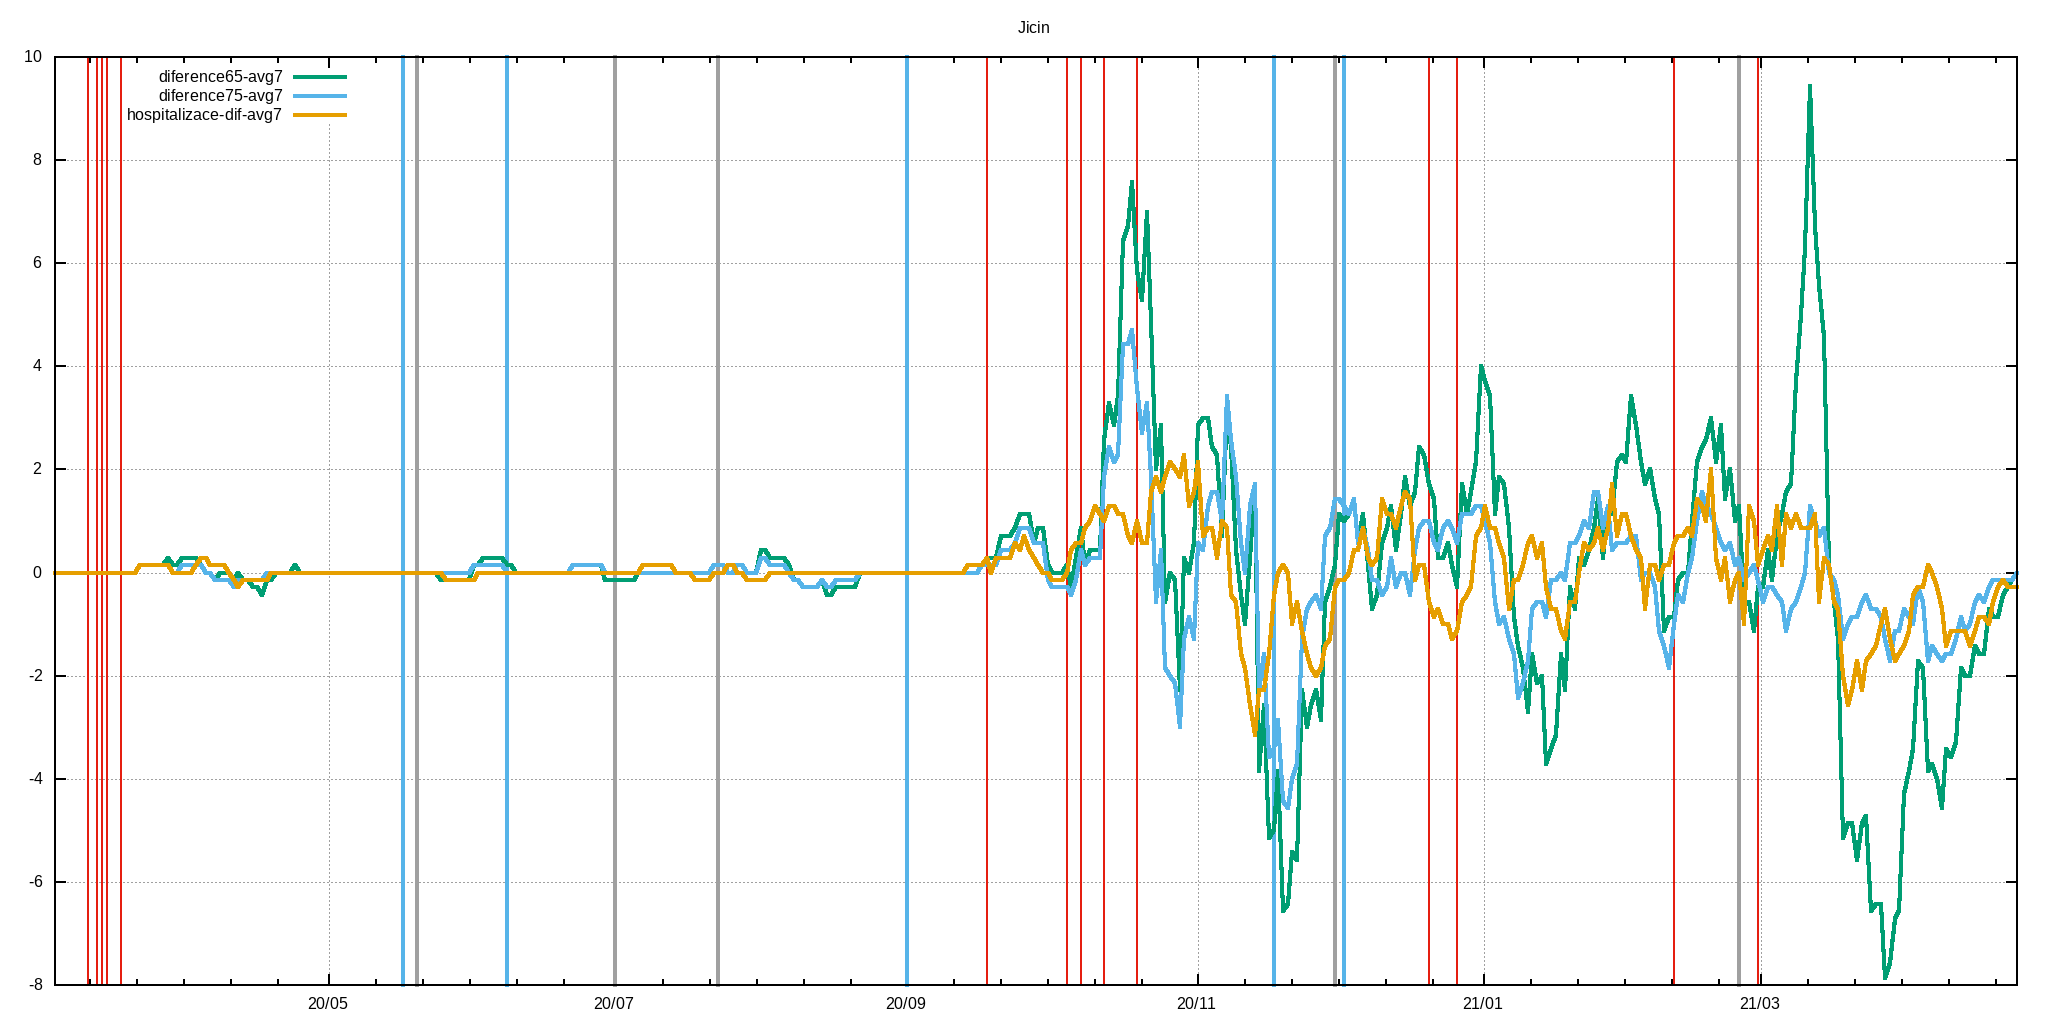 Jicin
10
diference65-avg7
diference75-avg7
hospitalizace-dif-avg7
8
6
4
2
0
-2
-4
-6
-8
20/05 20/07 20/09 20/11 21/01 21/03